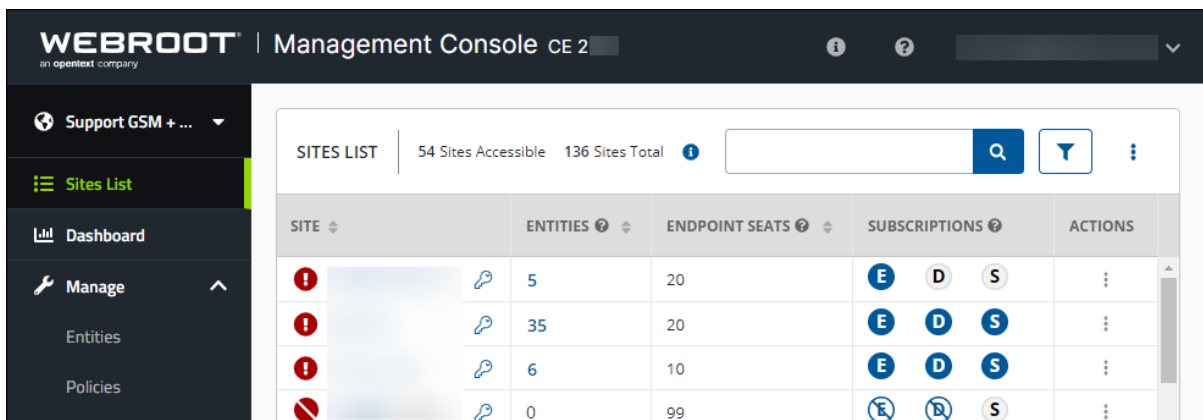 WEBROOT | Management Console CE 2
an opentext company
Support GSM + ...
Sites List
Dashboard
Manage
Entities
Policies
SITES LIST 54 Sites Accessible 136 Sites Total
SITE ENTITIES ENDPOINT SEATS SUBSCRIPTIONS ACTIONS
5 20 E D S
35 20 E D S
6 10 E D S
0 99 E D S